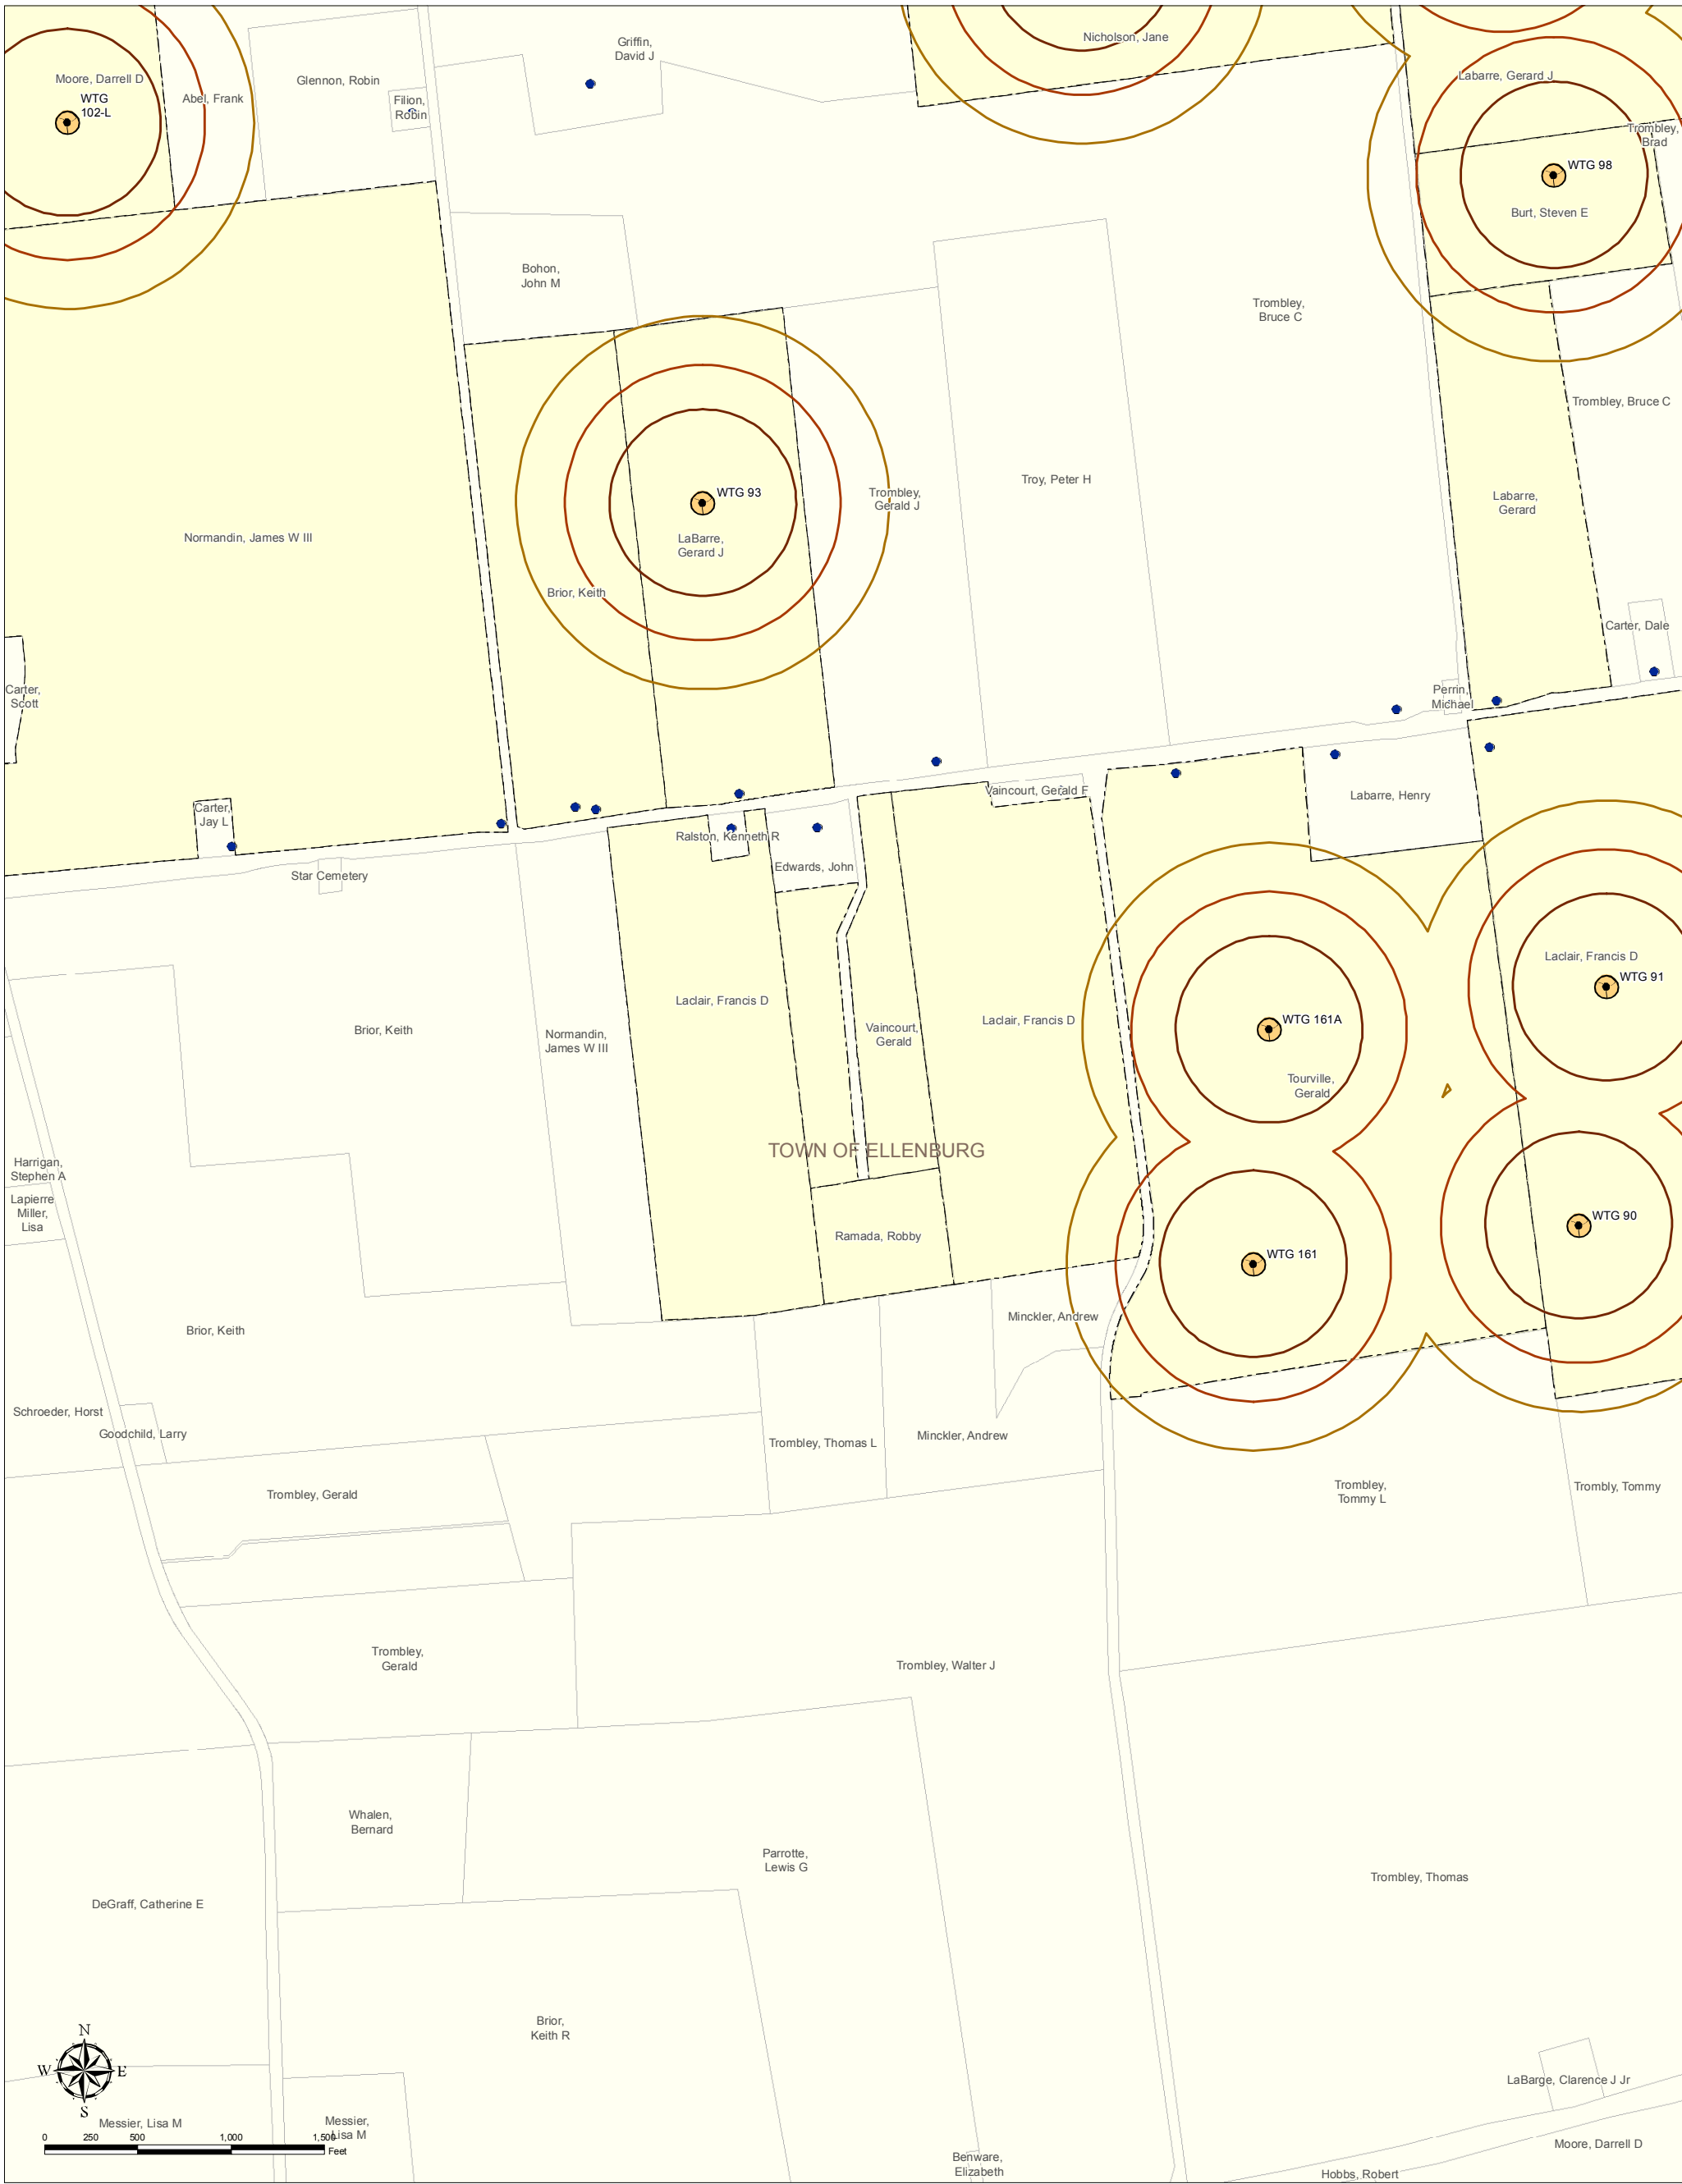 Griffin,
David J
Nicholson, Jane
Moore, Darrell D
WTG
102-L
Abel, Frank
Glennon, Robin
Filion,
Robin
Labarre, Gerard J
Trombley,
Brad
WTG 98
Burt, Steven E
Bohon,
John M
Trombley,
Bruce C
Trombley, Bruce C
WTG 93
LaBarre,
Gerard J
Trombley,
Gerald J
Troy, Peter H
Labarre,
Gerard
Normandin, James W III
Brior, Keith
Carter, Dale
Carter,
Scott
Perrin,
Michael
Carter,
Jay L
Vaincourt, Gerald F
Labarre, Henry
Ralston, Kenneth R
Edwards, John
Star Cemetery
Laclair, Francis D
WTG 91
Laclair, Francis D
Laclair, Francis D
WTG 161A
Brior, Keith
Normandin,
James W III
Vaincourt,
Gerald
Tourville,
Gerald
TOWN OF ELLENBURG
Harrigan,
Stephen A
Lapierre
Miller,
Lisa
WTG 90
Ramada, Robby
WTG 161
Minckler, Andrew
Brior, Keith
Schroeder, Horst
Goodchild, Larry
Trombley, Thomas L
Minckler, Andrew
Trombley, Gerald
Trombley,
Tommy L
Trombly, Tommy
Trombley,
Gerald
Trombley, Walter J
Whalen,
Bernard
Parrotte,
Lewis G
Trombley, Thomas
DeGraff, Catherine E
Brior,
Keith R
N
W E
S
LaBarge, Clarence J Jr
Messier, Lisa M
Messier,
Lisa M
0 250 500 1,000 1,500
Feet
Moore, Darrell D
Benware,
Elizabeth
Hobbs, Robert